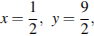 x = 1/2, y = 9/2,